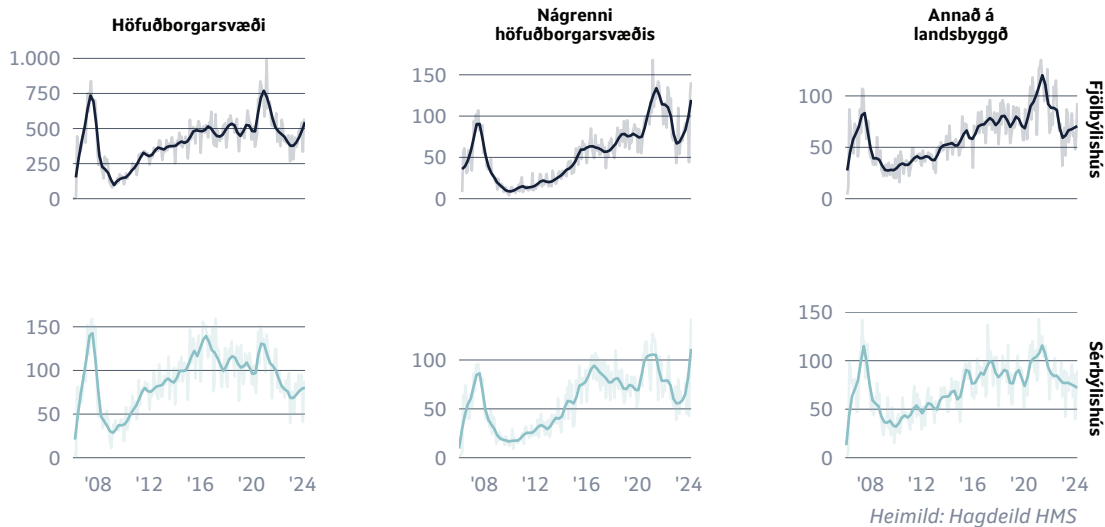 Höfuðborgarsvæði
Nágrenni
höfuðborgarsvæðis
Annað á
landsbyggð
1.000
750
500
250
0
150
100
50
0
100
50
0
Fjölbýlishús
150
100
50
0
100
50
0
150
100
50
0
Sérbýlishús
'08 '12 '16 '20 '24
'08 '12 '16 '20 '24
'08 '12 '16 '20 '24
Heimild: Hagdeild HMS